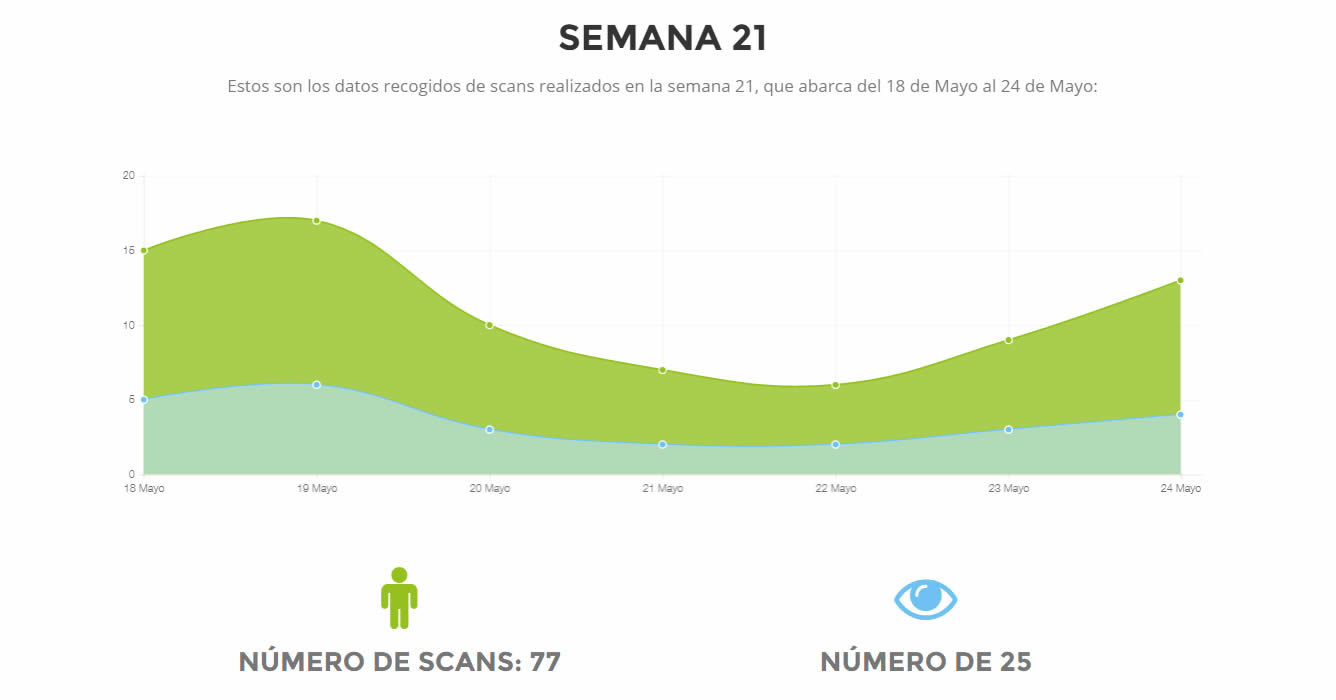 SEMANA 21
Estos son los datos recogidos de scans realizados en la semana 21, que abarca del 18 de Mayo al 24 de Mayo:
20
15
10
5
0
18 Mayo 19 Mayo 20 Mayo 21 Mayo 22 Mayo 23 Mayo 24 Mayo
NÚMERO DE SCANS: 77 NÚMERO DE 25